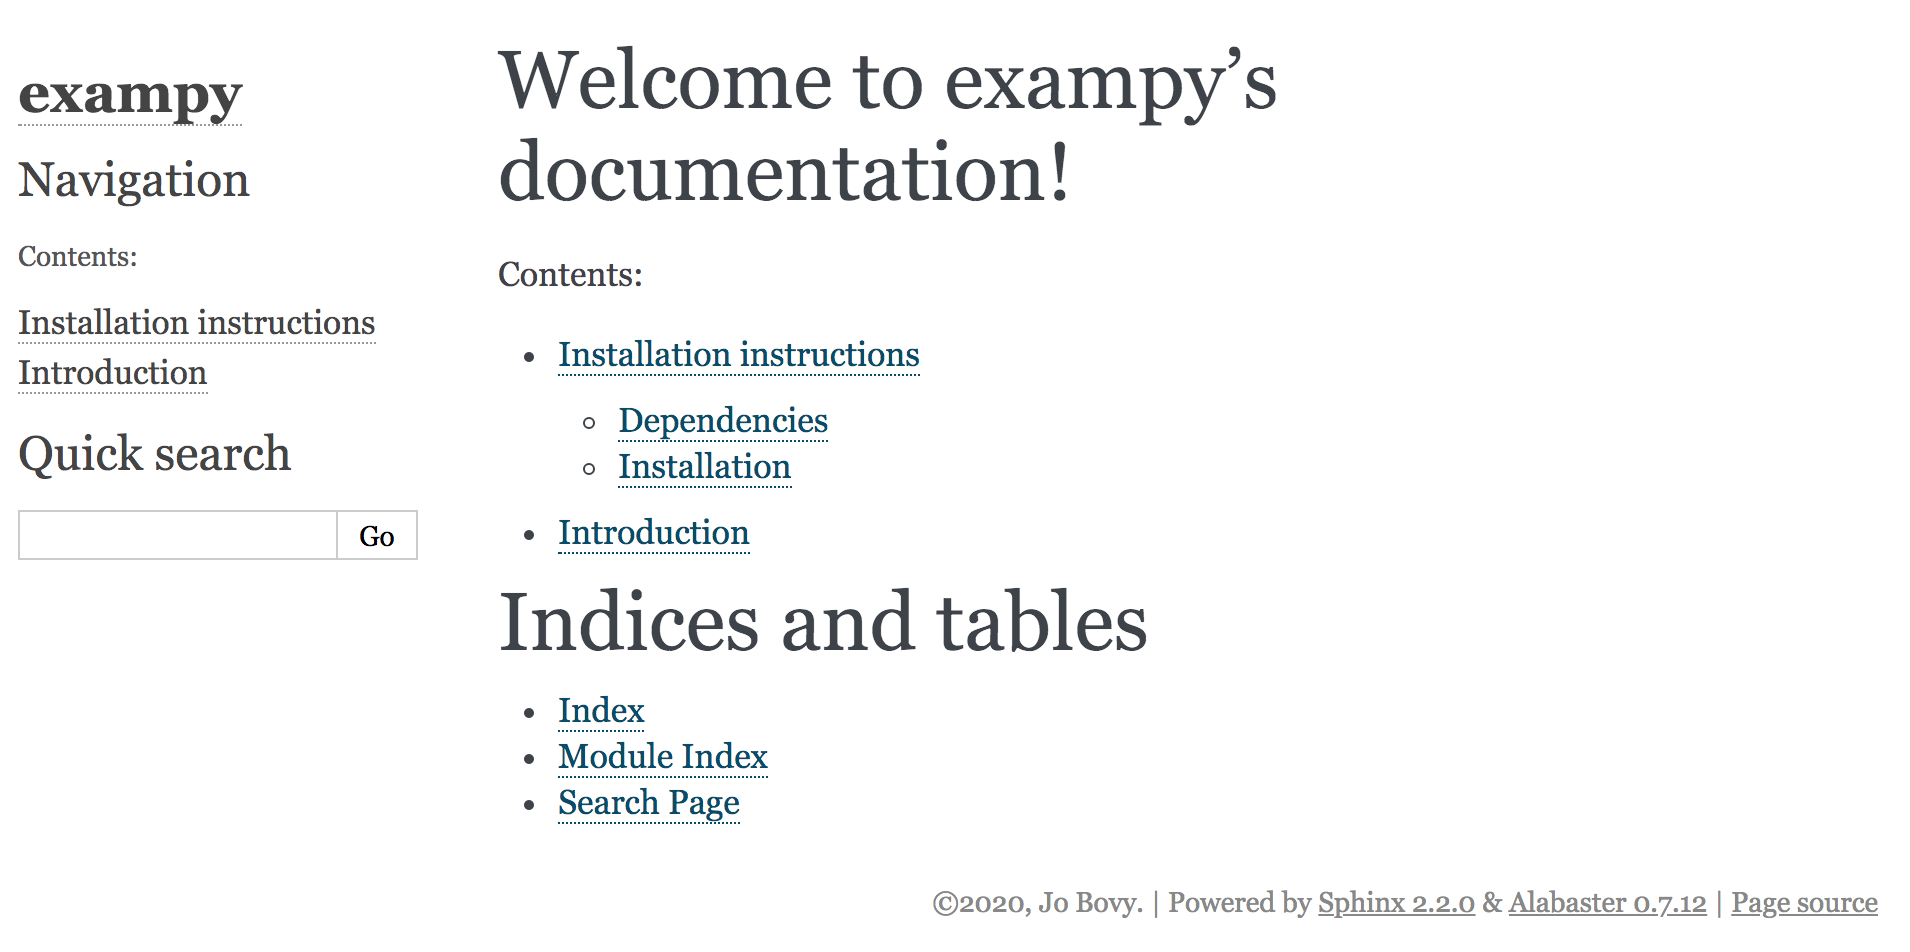 exampy
Navigation
Contents:
Installation instructions
Introduction
Quick search
Go
Welcome to exampy’s
documentation!
Contents:
Installation instructions
Dependencies
Installation
Introduction
Indices and tables
Index
Module Index
Search Page
©2020, Jo Bovy. | Powered by Sphinx 2.2.0 & Alabaster 0.7.12 | Page source